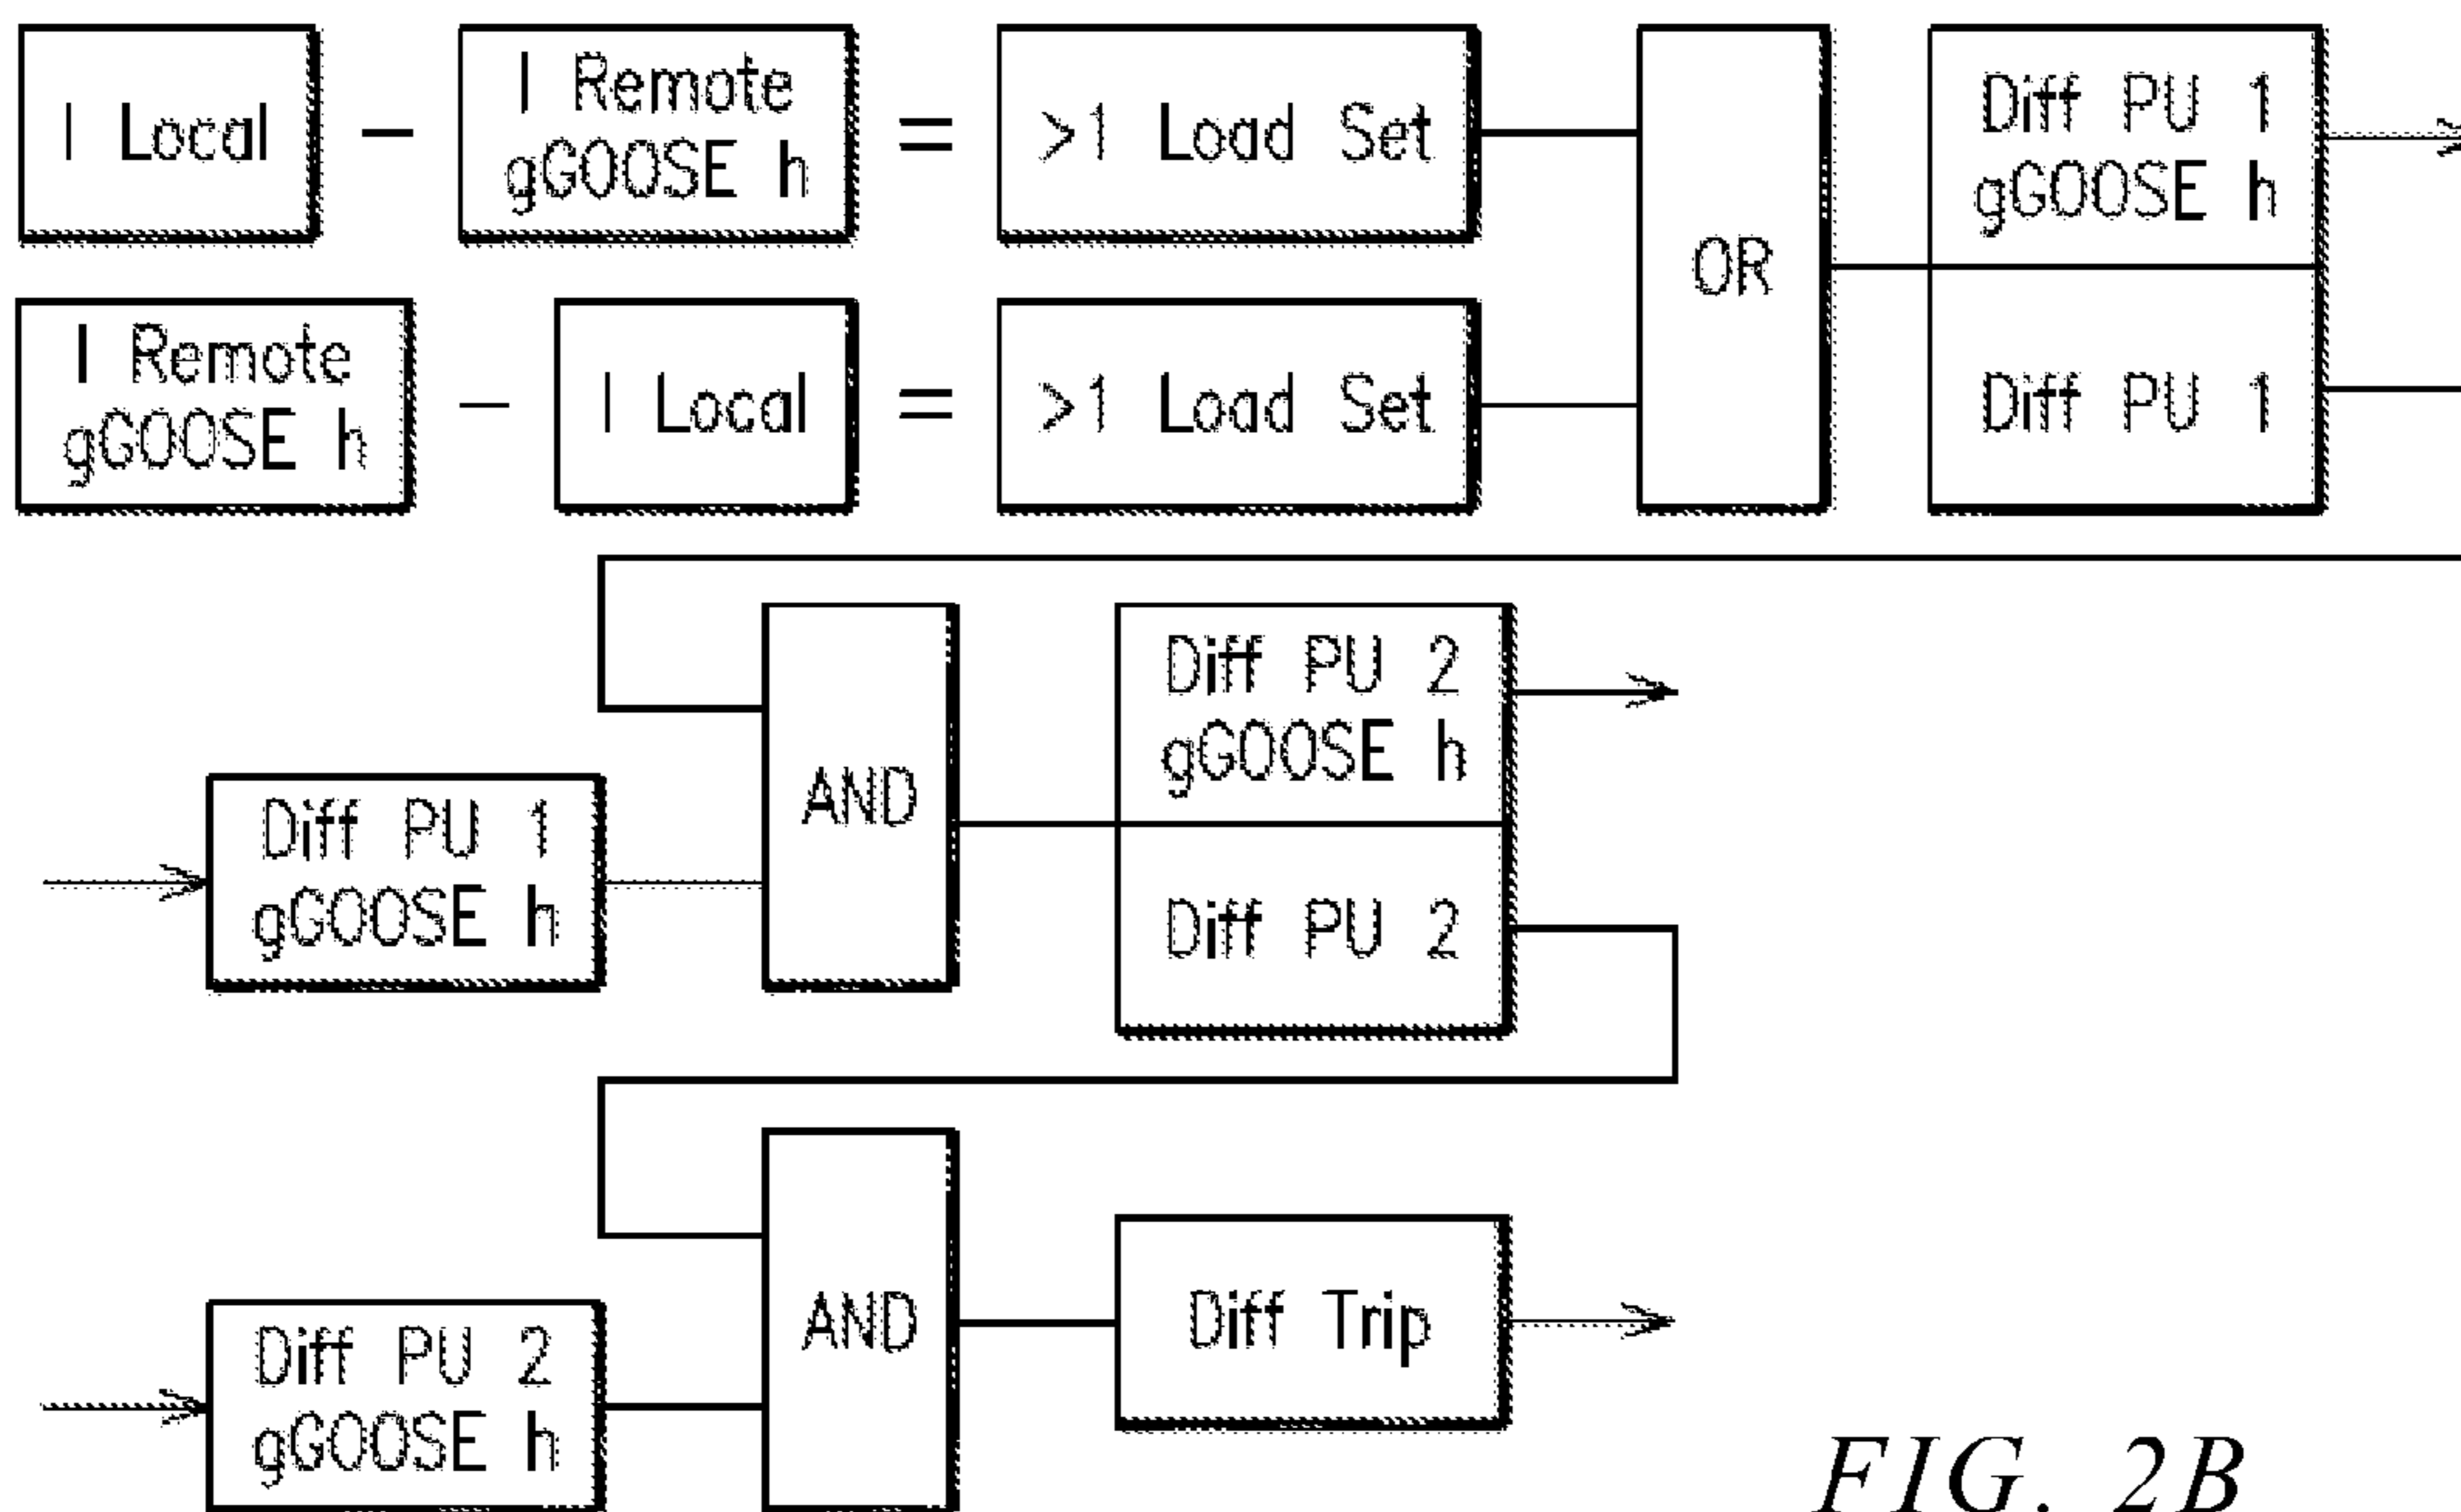 I Local
−
I Remote
gGOOSE h
=
>1 Load Set
OR
Diff PU 1
gGOOSE h
I Remote
gGOOSE h
−
I Local
=
>1 Load Set
Diff PU 1
AND
Diff PU 2
gGOOSE h
Diff PU 1
gGOOSE h
Diff PU 2
AND
Diff Trip
Diff PU 2
gGOOSE h
FIG. 2B